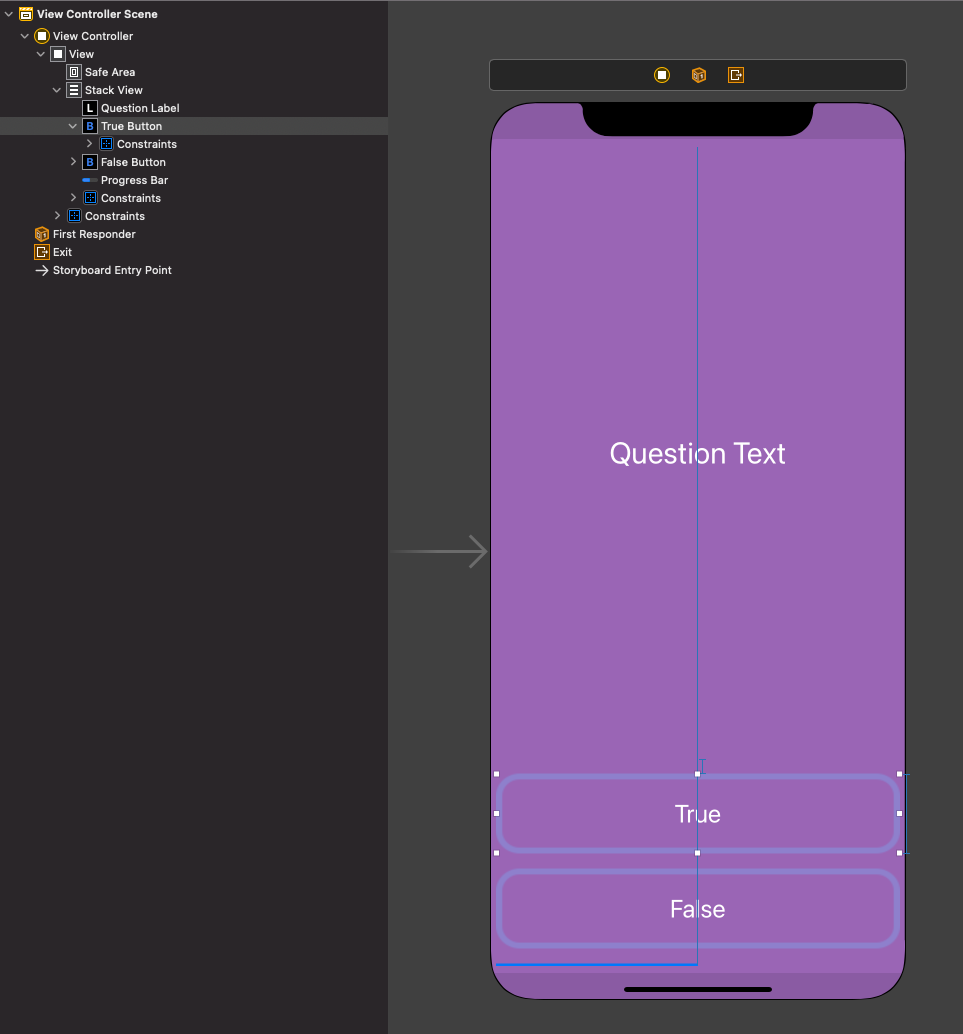 View Controller Scene
View Controller
View
Safe Area
Stack View
L Question Label
B True Button
Constraints
B False Button
Progress Bar
Constraints
Constraints
First Responder
Exit
Storyboard Entry Point
Question Text
True
False